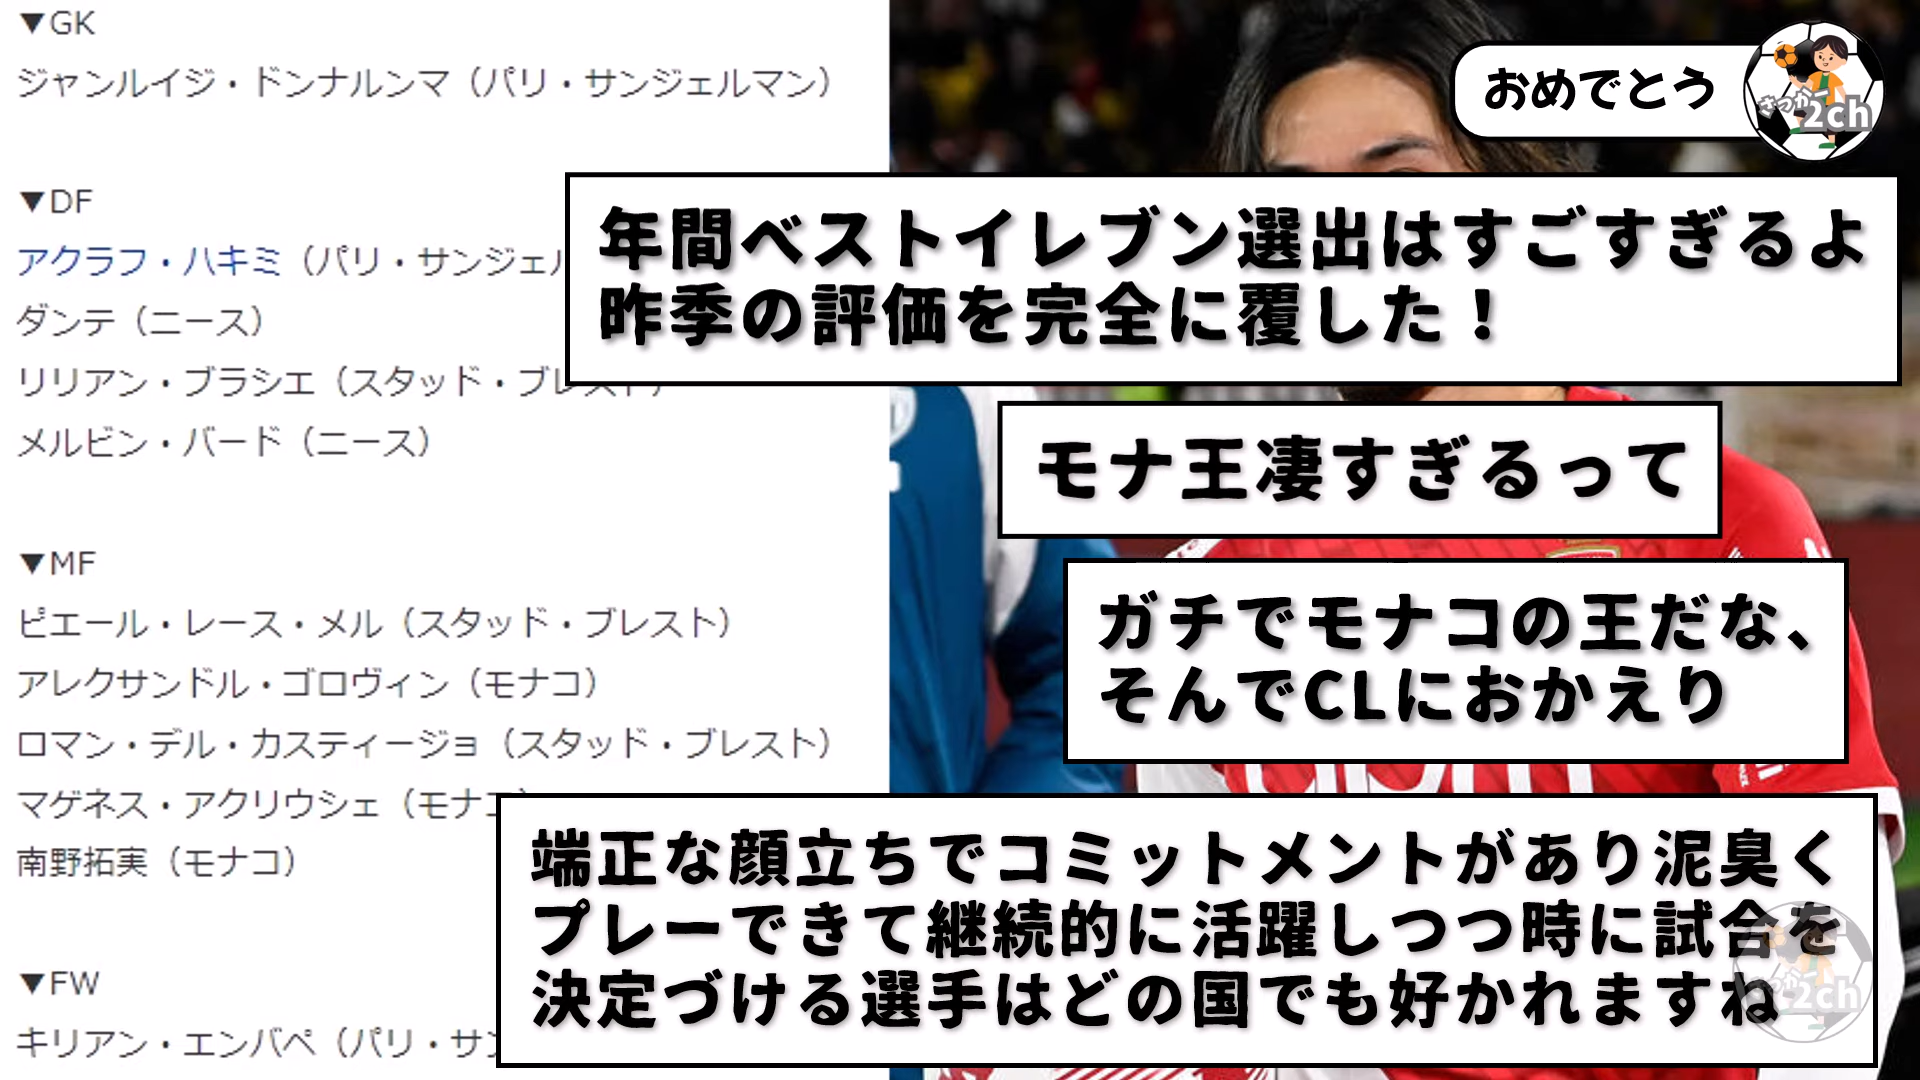 ▼GK
ジャンルイジ・ドンナルンマ（パリ・サンジェルマン）
▼DF
アクラフ・ハキミ（パリ・サンジェル
ダンテ（ニース）
リリアン・ブラシエ（スタッド・ブレスト）
メルビン・バード（ニース）
▼MF
ピエール・レース・メル（スタッド・ブレスト）
アレクサンドル・ゴロヴィン（モナコ）
ロマン・デル・カスティージョ（スタッド・ブレスト）
マゲネス・アクリウシェ（モナコ）
南野拓実（モナコ）
▼FW
キリアン・エンバペ（パリ・サン
おめでとう
さっかー
2ch
年間ベストイレブン選出はすごすぎるよ
昨季の評価を完全に覆した！
モナ王凄すぎるって
ガチでモナコの王だな、
そんでCLにおかえり
端正な顔立ちでコミットメントがあり泥臭く
プレーできて継続的に活躍しつつ時に試合を
決定づける選手はどの国でも好かれますね
さっかー
2ch